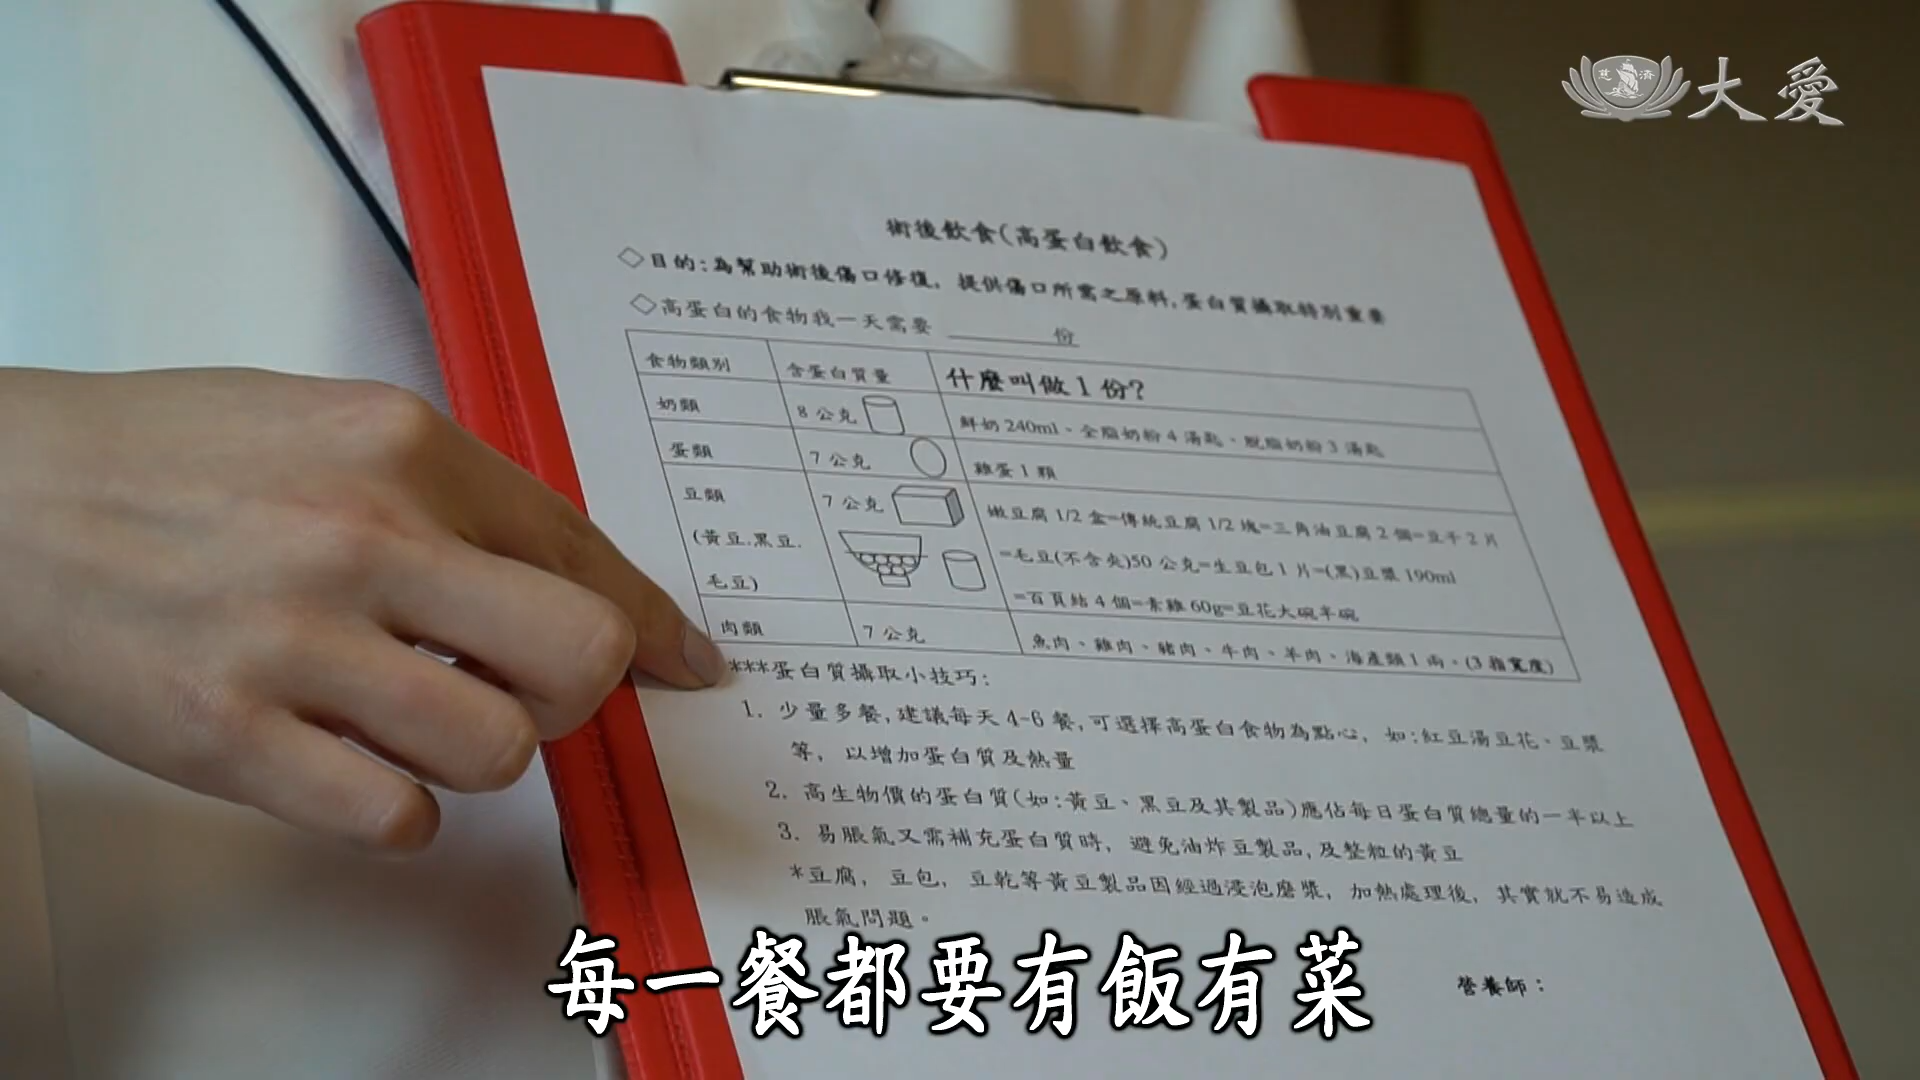 慈濟
大愛
術後飲食(高蛋白飲食)
◇目的:為幫助術後傷口修復,提供傷口所需之原料,蛋白質攝取特別重要
◇高蛋白的食物我一天需要 ________份
食物類別 含蛋白質量 什麼叫做1份?
奶類 8公克 鮮奶240ml、全脂奶粉4湯匙、脫脂奶粉3湯匙
蛋類 7公克 雞蛋1顆
豆類 7公克 嫩豆腐1/2盒=傳統豆腐1/2塊=三角油豆腐2個=豆干2片
(黃豆.黑豆. =毛豆(不含夾)50公克=生豆包1片=(黑)豆漿190ml
毛豆) =百頁結4個=素雞60g=豆花大碗半碗
肉類 7公克 魚肉、雞肉、豬肉、牛肉、羊肉、海產類1兩。(3指寬度)
***蛋白質攝取小技巧:
1. 少量多餐,建議每天4-6餐,可選擇高蛋白食物為點心,如:紅豆湯豆花、豆漿
等,以增加蛋白質及熱量
2. 高生物價的蛋白質(如:黃豆、黑豆及其製品)應佔每日蛋白質總量的一半以上
3. 易脹氣又需補充蛋白質時,避免油炸豆製品,及整粒的黃豆
*豆腐,豆包,豆乾等黃豆製品因經過浸泡磨漿,加熱處理後,其實就不易造成
脹氣問題。
營養師:
每一餐都要有飯有菜